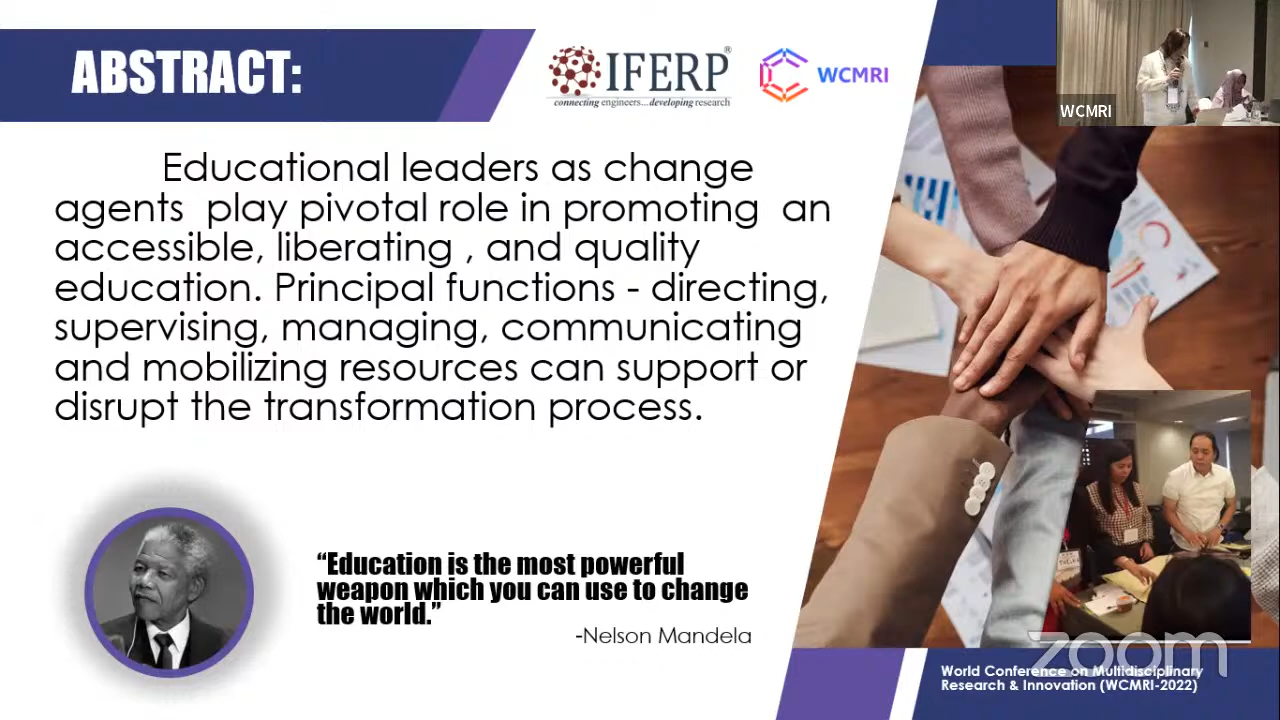 ABSTRACT:
IFERP®
connecting engineers...developing research
WCMRI
WCMRI
Educational leaders as change
agents play pivotal role in promoting an
accessible, liberating , and quality
education. Principal functions - directing,
supervising, managing, communicating
and mobilizing resources can support or
disrupt the transformation process.
“Education is the most powerful
weapon which you can use to change
the world.”
-Nelson Mandela
zoom
World Conference on Multidisciplinary
Research & Innovation (WCMRI-2022)